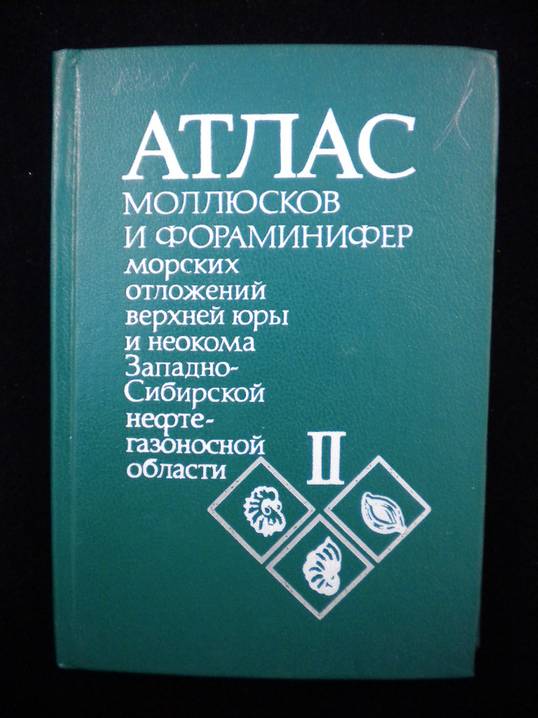 АТЛАС
МОЛЛЮСКОВ
И ФОРАМИНИФЕР
морских
отложений
верхней юры
и неокома
Западно-
Сибирской
нефте-
газоносной
области
II